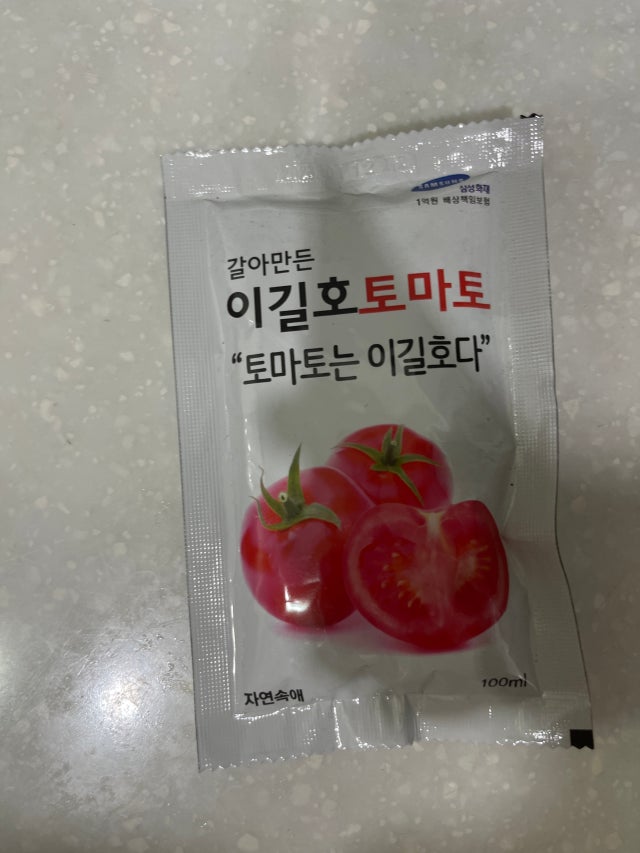 SAMSUNG
삼성화재
1억원 배상책임보험
갈아만든
이길호토마토
“토마토는 이길호다”
자연속애
100ml